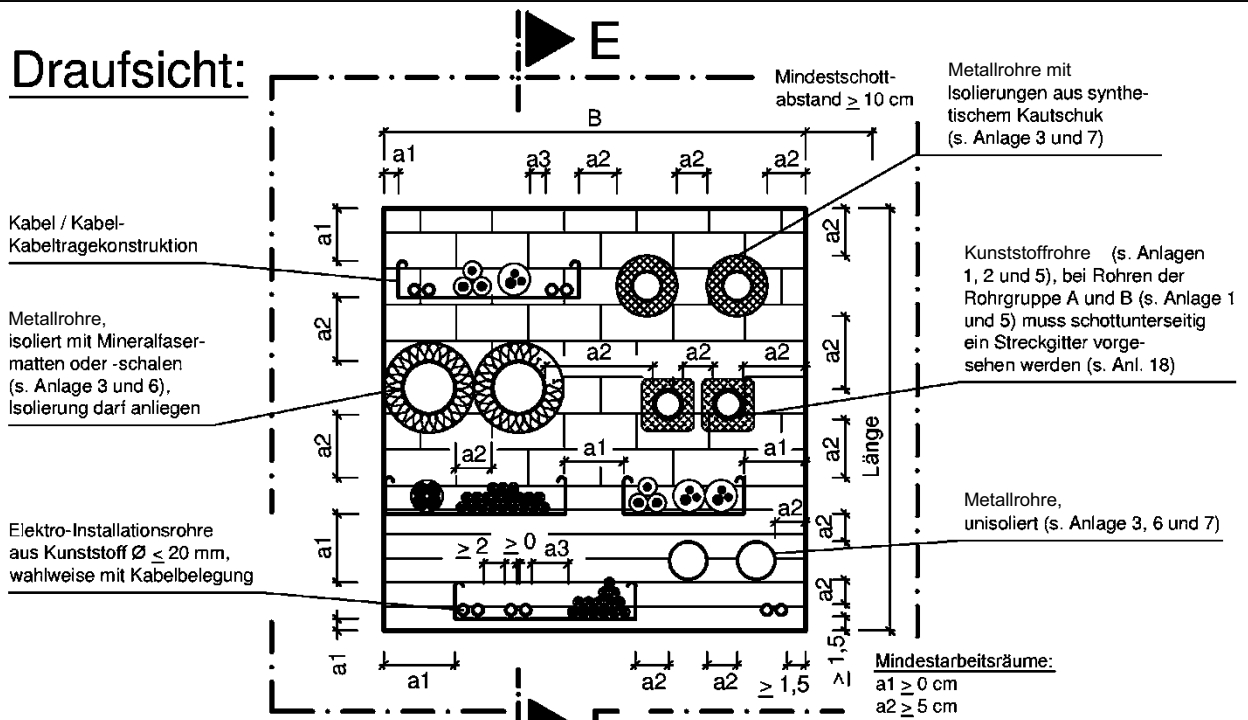 E
Draufsicht:
Mindestschott-
abstand ≥ 10 cm
Metallrohre mit
Isolierungen aus synthe-
tischem Kautschuk
(s. Anlage 3 und 7)
B
a1
a3
a2
a2
a2
Kabel / Kabel-
Kabeltragekonstruktion
a1
a2
Kunststoffrohre (s. Anlagen
1, 2 und 5), bei Rohren der
Rohrgruppe A und B (s. Anlage 1
und 5) muss schottunterseitig
ein Streckgitter vorge-
sehen werden (s. Anl. 18)
Metallrohre,
isoliert mit Mineralfaser-
matten oder -schalen
(s. Anlage 3 und 6),
Isolierung darf anliegen
a2
a2
a2
a2
a2
a2
a2
a1
a1
a2
Länge
a2
a2
Metallrohre,
unisoliert (s. Anlage 3, 6 und 7)
Elektro-Installationsrohre
aus Kunststoff Ø ≤ 20 mm,
wahlweise mit Kabelbelegung
a1
≥ 2
≥ 0
a3
a2
a1
a1
a2
a2
≥ 1,5
≥ 1,5
Mindestarbeitsräume:
a1 ≥ 0 cm
a2 ≥ 5 cm